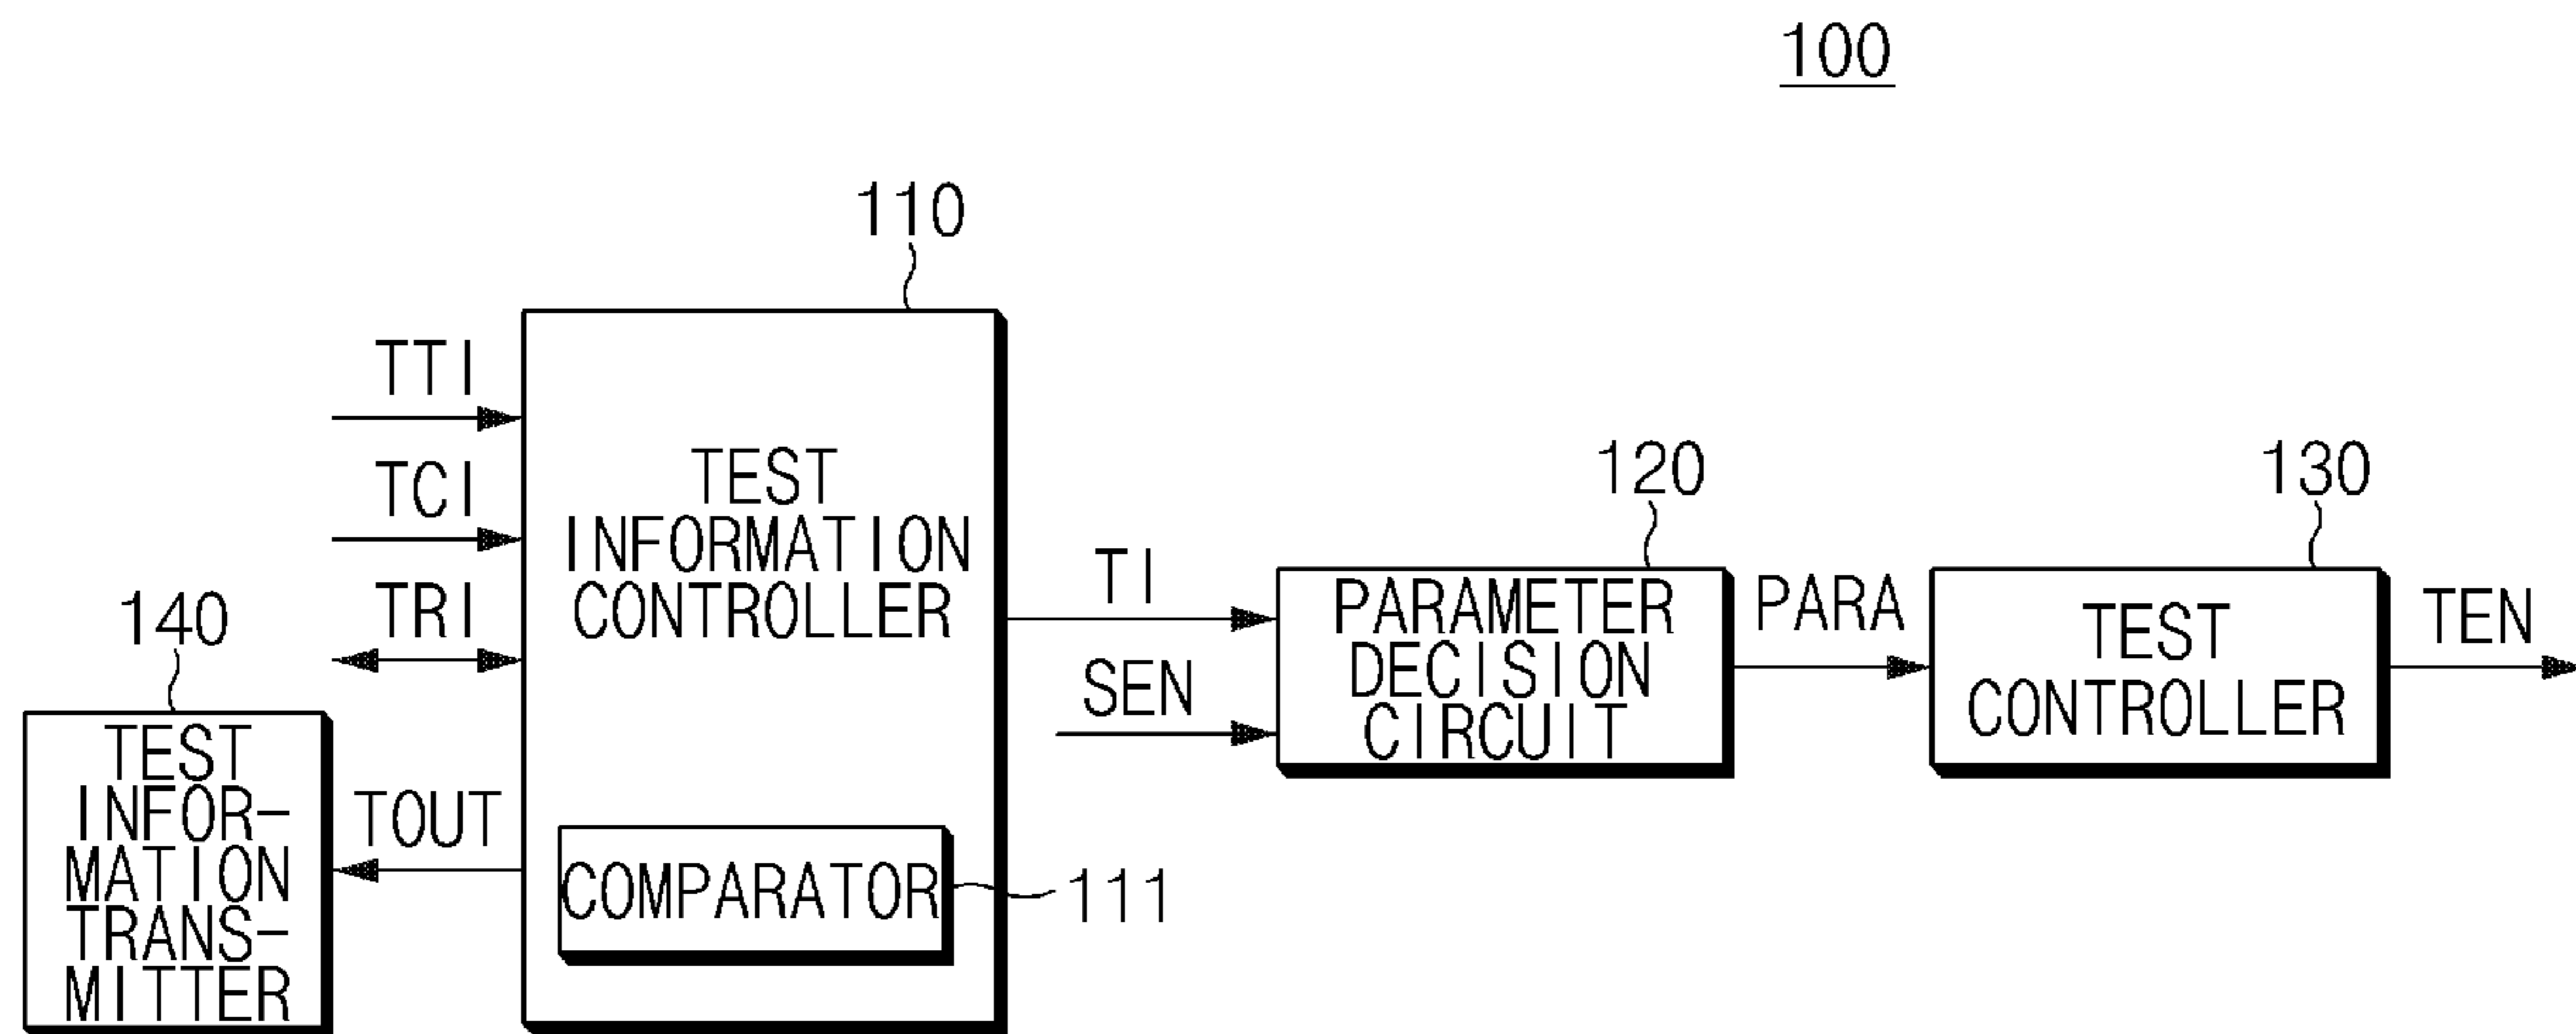 100
110
TTI
TCI
TRI
TOUT
TEST
INFORMATION
CONTROLLER
COMPARATOR
111
140
TEST
INFOR-
MATION
TRANS-
MITTER
TI
SEN
120
PARAMETER
DECISION
CIRCUIT
PARA
130
TEST
CONTROLLER
TEN